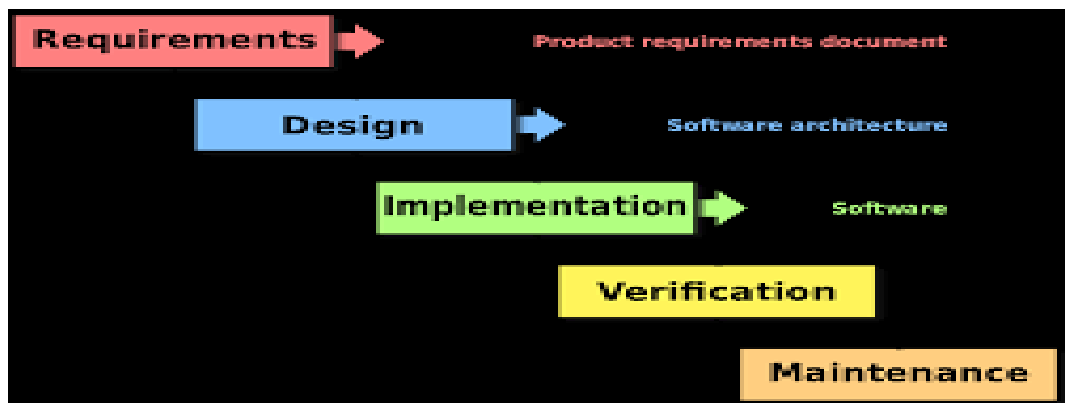 Requirements
Product requirements document
Design
Software architecture
Implementation
Software
Verification
Maintenance